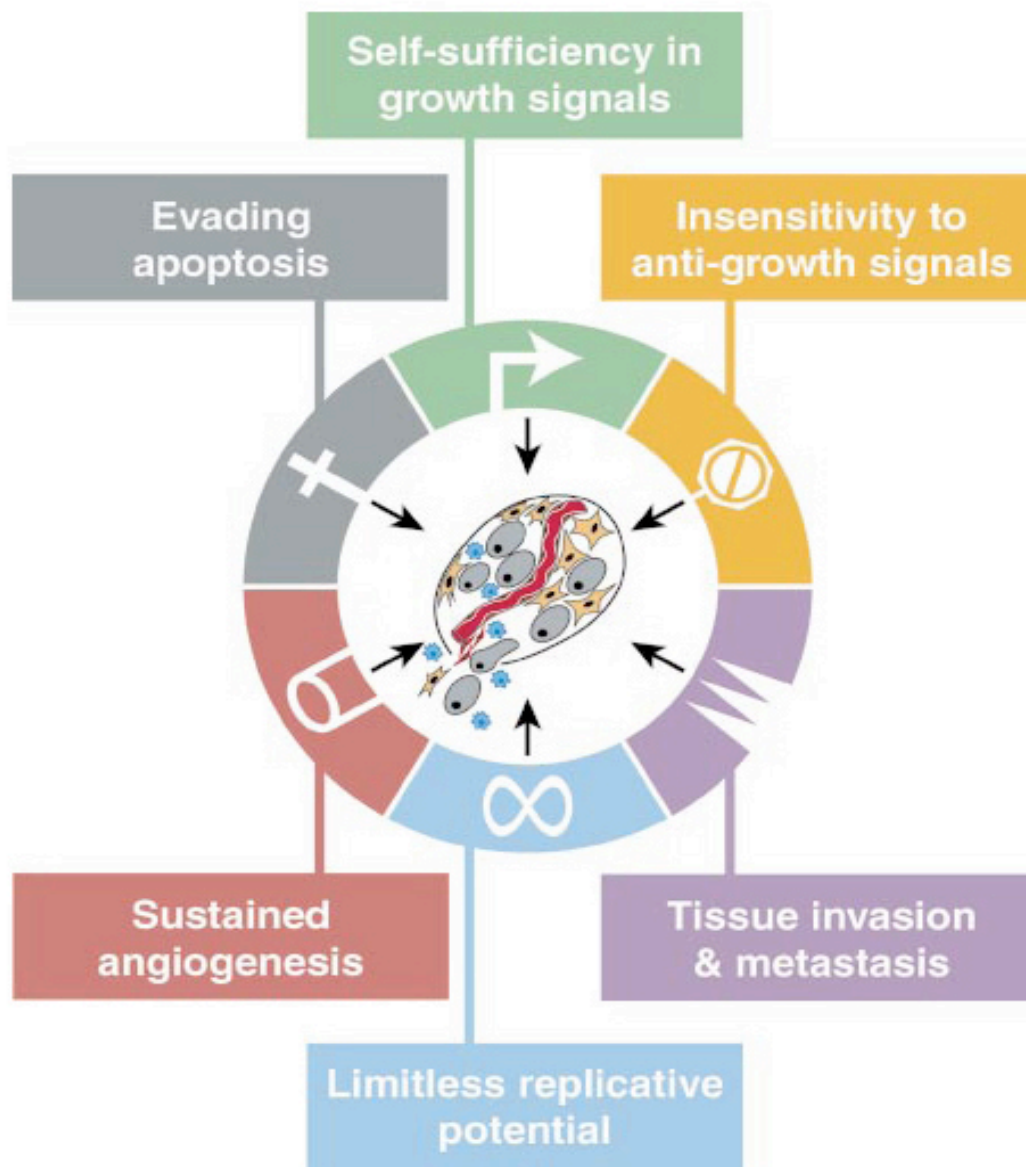 Self-sufficiency in
growth signals
Evading
apoptosis
Insensitivity to
anti-growth signals
Sustained
angiogenesis
Tissue invasion
& metastasis
Limitless replicative
potential